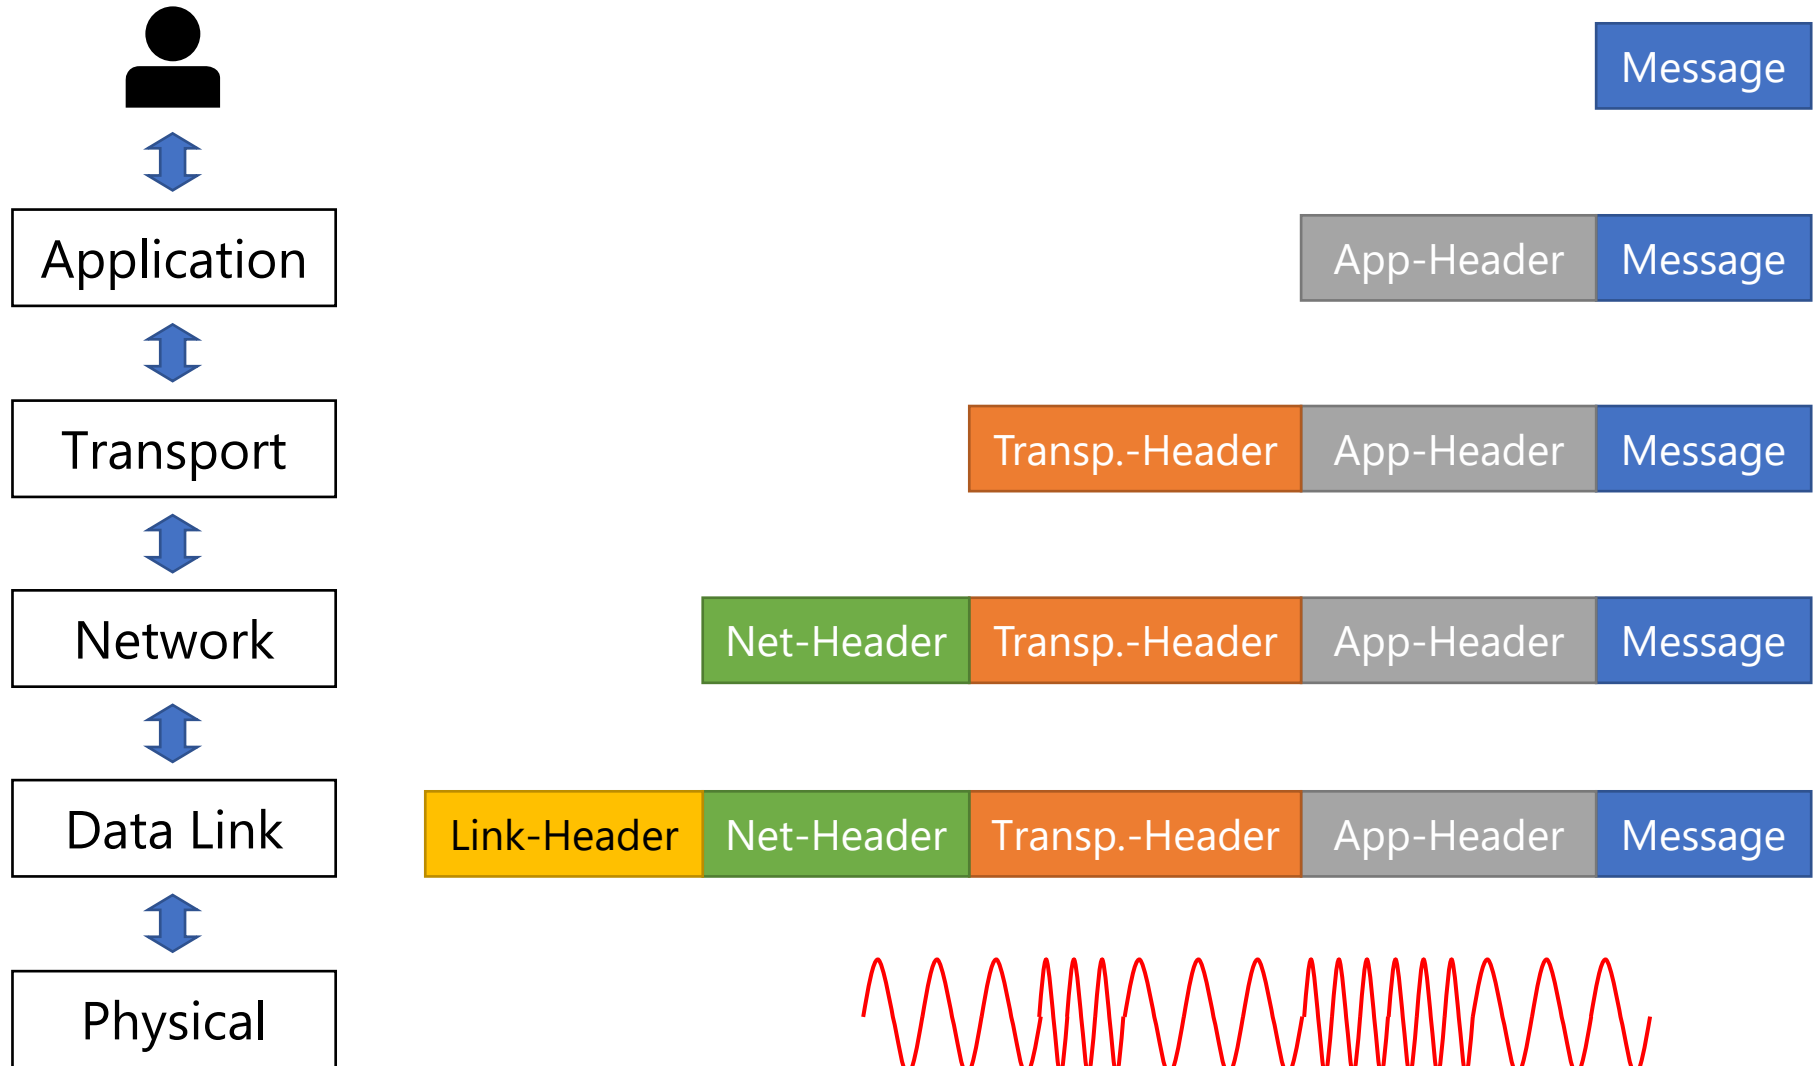 Message
Application
App-Header Message
Transport
Transp.-Header App-Header Message
Network
Net-Header Transp.-Header App-Header Message
Data Link
Link-Header Net-Header Transp.-Header App-Header Message
Physical